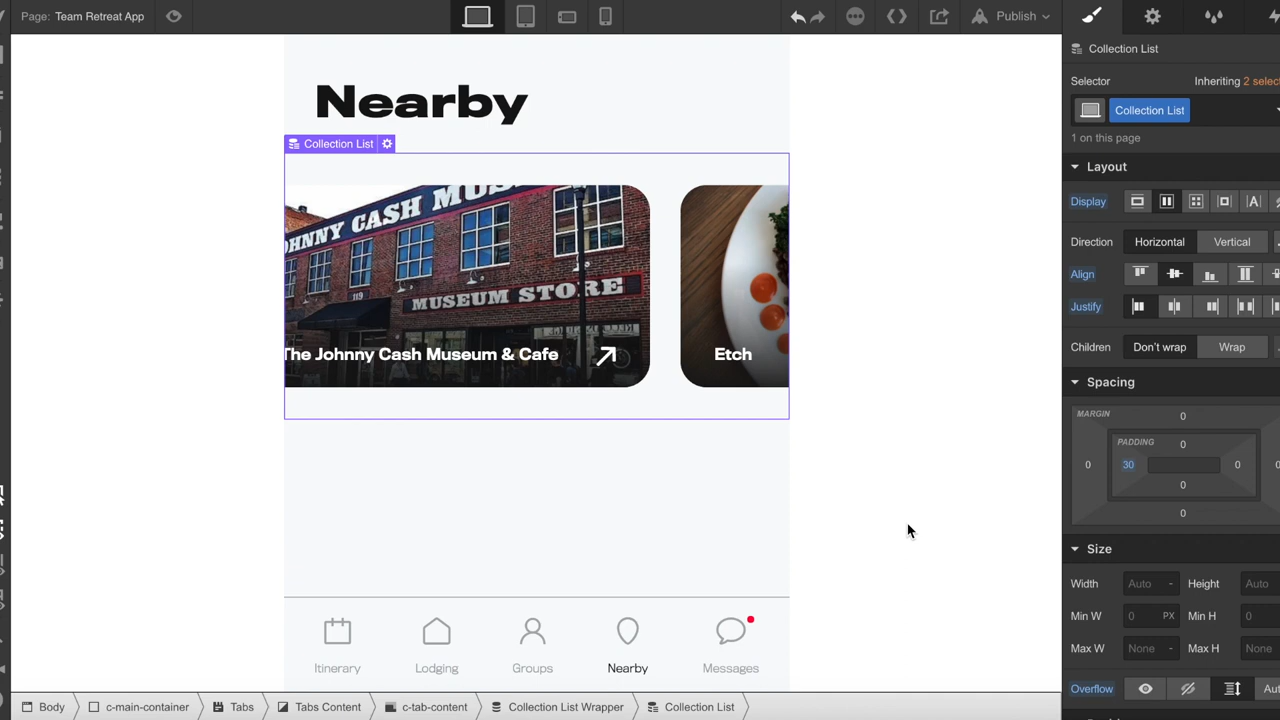 Page: Team Retreat App
Publish
Nearby
Collection List
JOHNNY CASH MUS
119
MUSEUM STORE
The Johnny Cash Museum & Cafe
Etch
Itinerary
Lodging
Groups
Nearby
Messages
Body
c-main-container
Tabs
Tabs Content
c-tab-content
Collection List Wrapper
Collection List
Collection List
Selector
Inheriting 2 selec
Collection List
1 on this page
Layout
Display
A
Direction Horizontal Vertical
Align
Justify
Children Don't wrap Wrap
Spacing
MARGIN
0
PADDING
0
0 30 0
0
0
Size
Width Auto - Height Auto
Min W 0 PX Min H 0
Max W None - Max H None
Overflow Aut